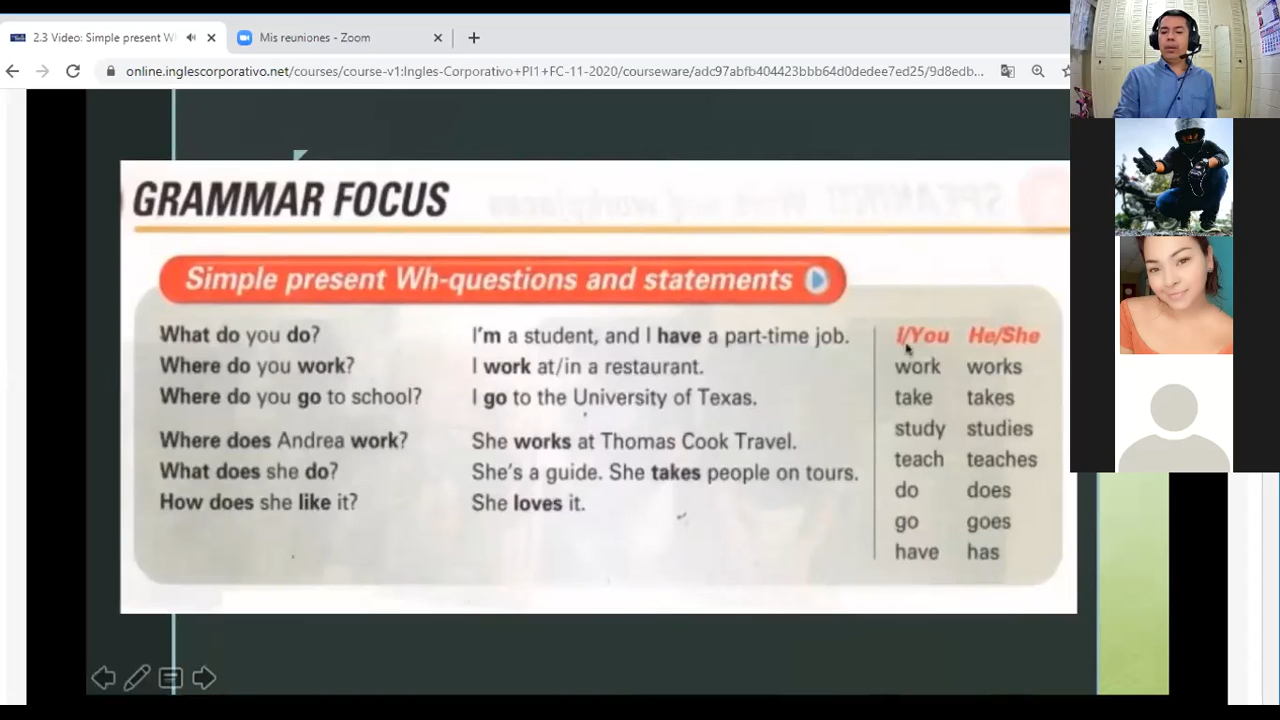 2.3 Video: Simple present W
Mis reuniones - Zoom
online.inglescorporativo.net/courses/course-v1:Ingles-Corporativo+PI1+FC-11-2020/courseware/adc97abfb404423bbb64d0dedee7ed25/9d8edb...
GRAMMAR FOCUS
Simple present Wh-questions and statements
What do you do? I'm a student, and I have a part-time job. I/You He/She
Where do you work? I work at/in a restaurant. work works
Where do you go to school? I go to the University of Texas. take takes
study studies
Where does Andrea work? She works at Thomas Cook Travel.
teach teaches
What does she do? She's a guide. She takes people on tours.
do does
How does she like it? She loves it.
go goes
have has